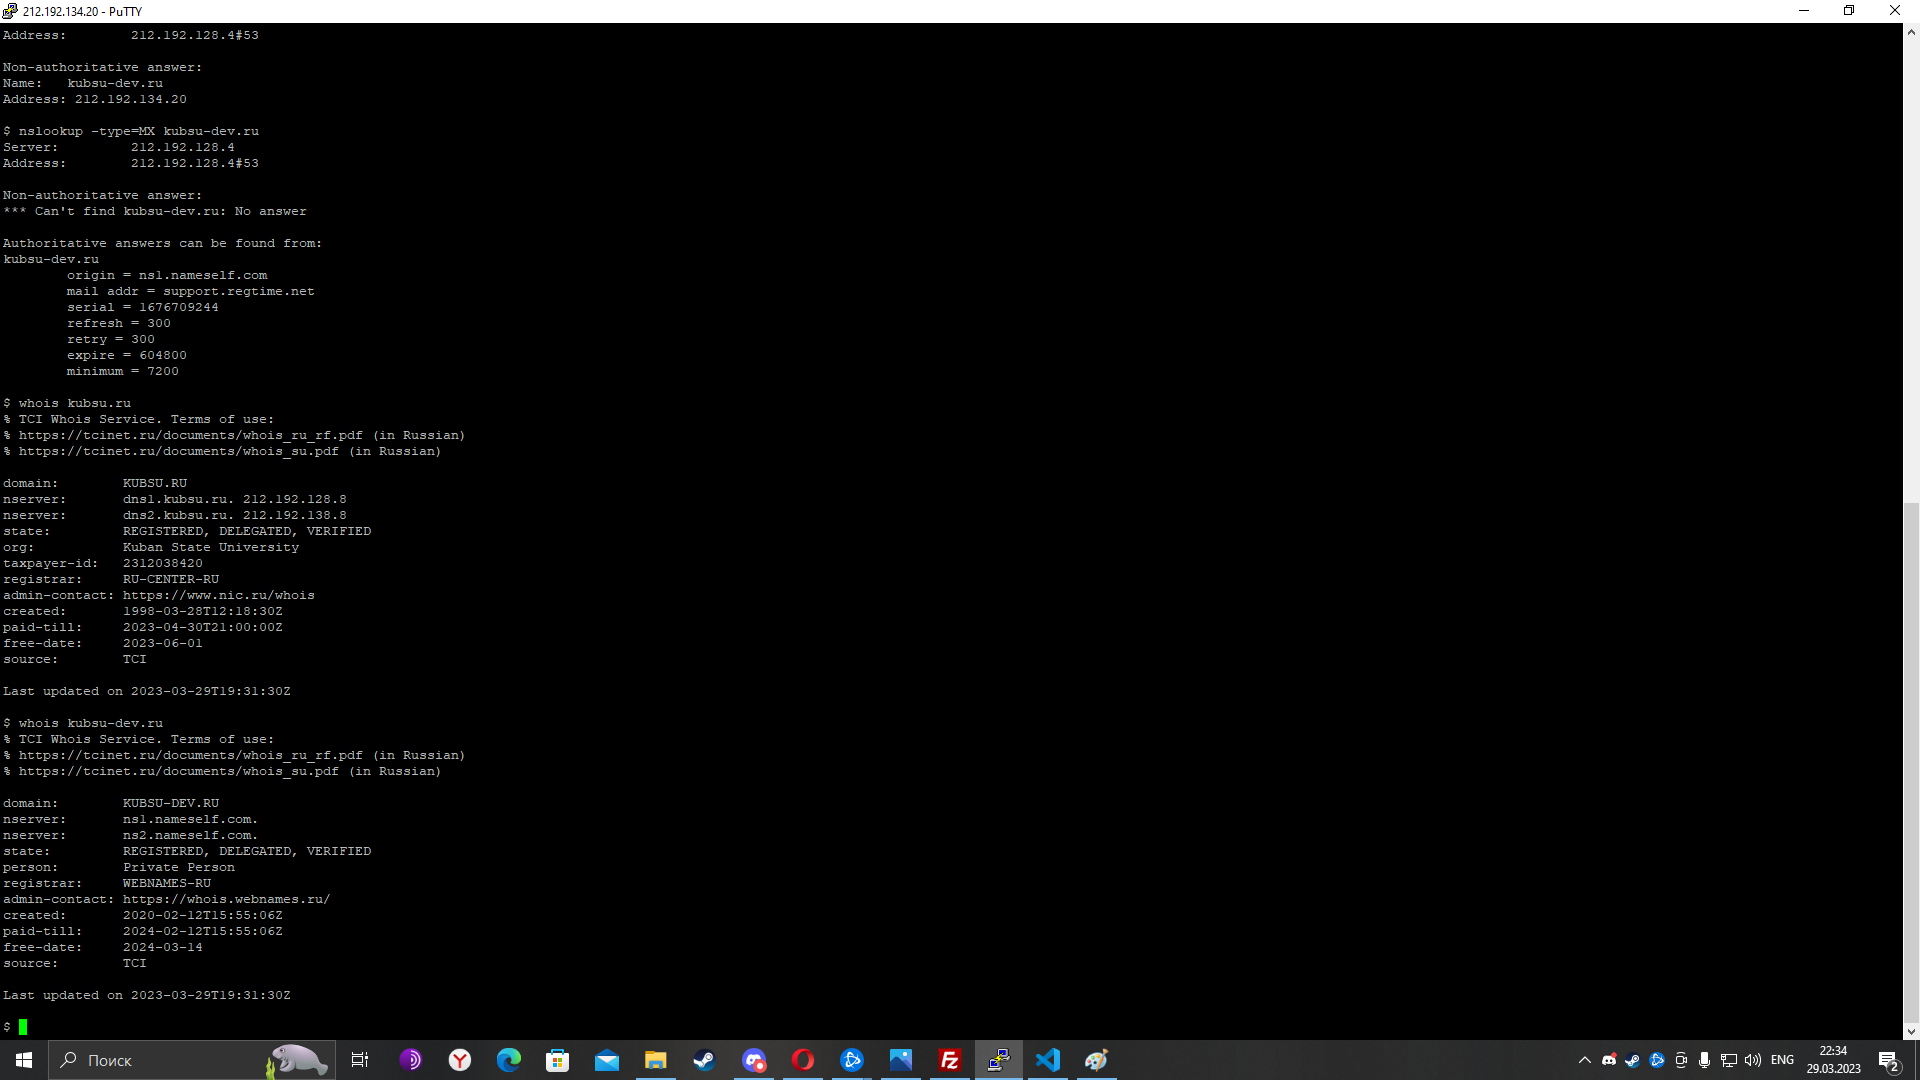 212.192.134.20 - PuTTY
Address:        212.192.128.4#53
Non-authoritative answer:
Name:   kubsu-dev.ru
Address: 212.192.134.20
$ nslookup -type=MX kubsu-dev.ru
Server:         212.192.128.4
Address:        212.192.128.4#53
Non-authoritative answer:
*** Can't find kubsu-dev.ru: No answer
Authoritative answers can be found from:
kubsu-dev.ru
        origin = ns1.nameself.com
        mail addr = support.regtime.net
        serial = 1676709244
        refresh = 300
        retry = 300
        expire = 604800
        minimum = 7200
$ whois kubsu.ru
% TCI Whois Service. Terms of use:
% https://tcinet.ru/documents/whois_ru_rf.pdf (in Russian)
% https://tcinet.ru/documents/whois_su.pdf (in Russian)
domain:        KUBSU.RU
nserver:       dns1.kubsu.ru. 212.192.128.8
nserver:       dns2.kubsu.ru. 212.192.138.8
state:         REGISTERED, DELEGATED, VERIFIED
org:           Kuban State University
taxpayer-id:   2312038420
registrar:     RU-CENTER-RU
admin-contact: https://www.nic.ru/whois
created:       1998-03-28T12:18:30Z
paid-till:     2023-04-30T21:00:00Z
free-date:     2023-06-01
source:        TCI
Last updated on 2023-03-29T19:31:30Z
$ whois kubsu-dev.ru
% TCI Whois Service. Terms of use:
% https://tcinet.ru/documents/whois_ru_rf.pdf (in Russian)
% https://tcinet.ru/documents/whois_su.pdf (in Russian)
domain:        KUBSU-DEV.RU
nserver:       ns1.nameself.com.
nserver:       ns2.nameself.com.
state:         REGISTERED, DELEGATED, VERIFIED
person:        Private Person
registrar:     WEBNAMES-RU
admin-contact: https://whois.webnames.ru/
created:       2020-02-12T15:55:06Z
paid-till:     2024-02-12T15:55:06Z
free-date:     2024-03-14
source:        TCI
Last updated on 2023-03-29T19:31:30Z
$
Поиск
ENG
22:34
29.03.2023
2